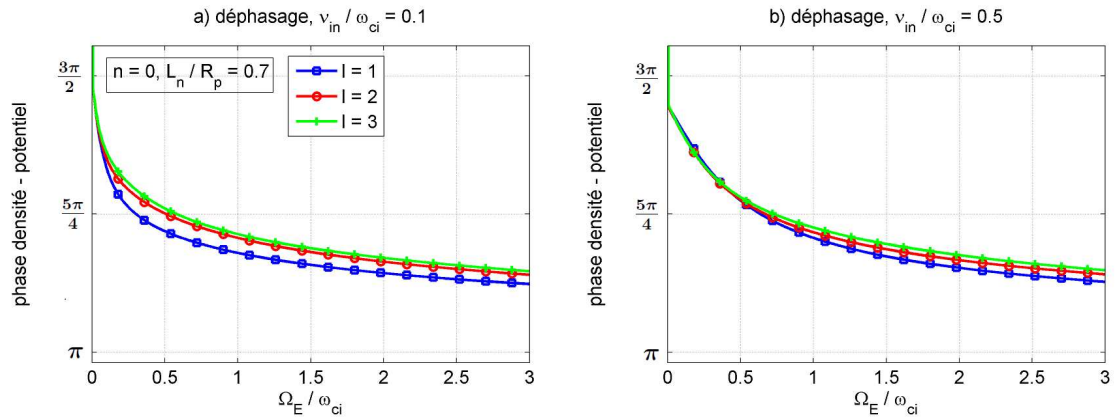 a) déphasage, ν_in / ω_ci = 0.1
phase densité - potentiel
3π/2
5π/4
π
n = 0, L_n / R_p = 0.7
l = 1
l = 2
l = 3
0 0.5 1 1.5 2 2.5 3
Ω_E / ω_ci
b) déphasage, ν_in / ω_ci = 0.5
phase densité - potentiel
3π/2
5π/4
π
0 0.5 1 1.5 2 2.5 3
Ω_E / ω_ci